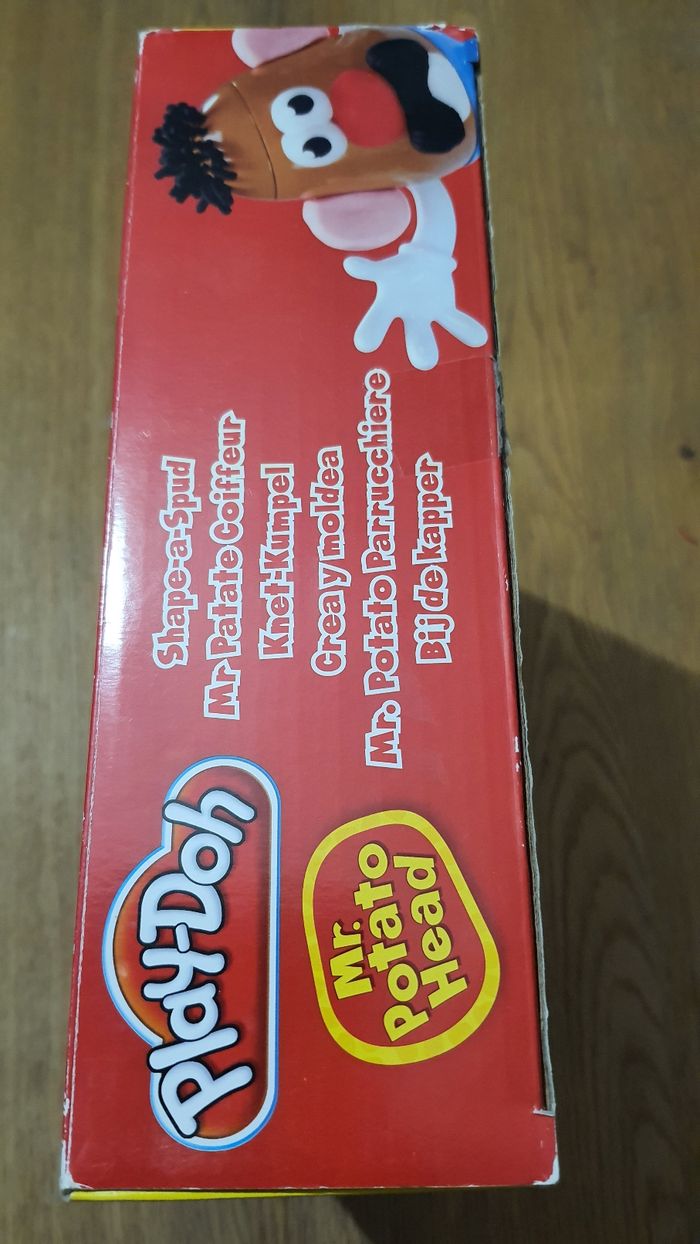 Play-Doh
Mr.
Potato
Head
Shape-a-Spud
Mr Patate Coiffeur
Knet-Kumpel
Crea y moldea
Mr. Potato Parrucchiere
Bij de kapper